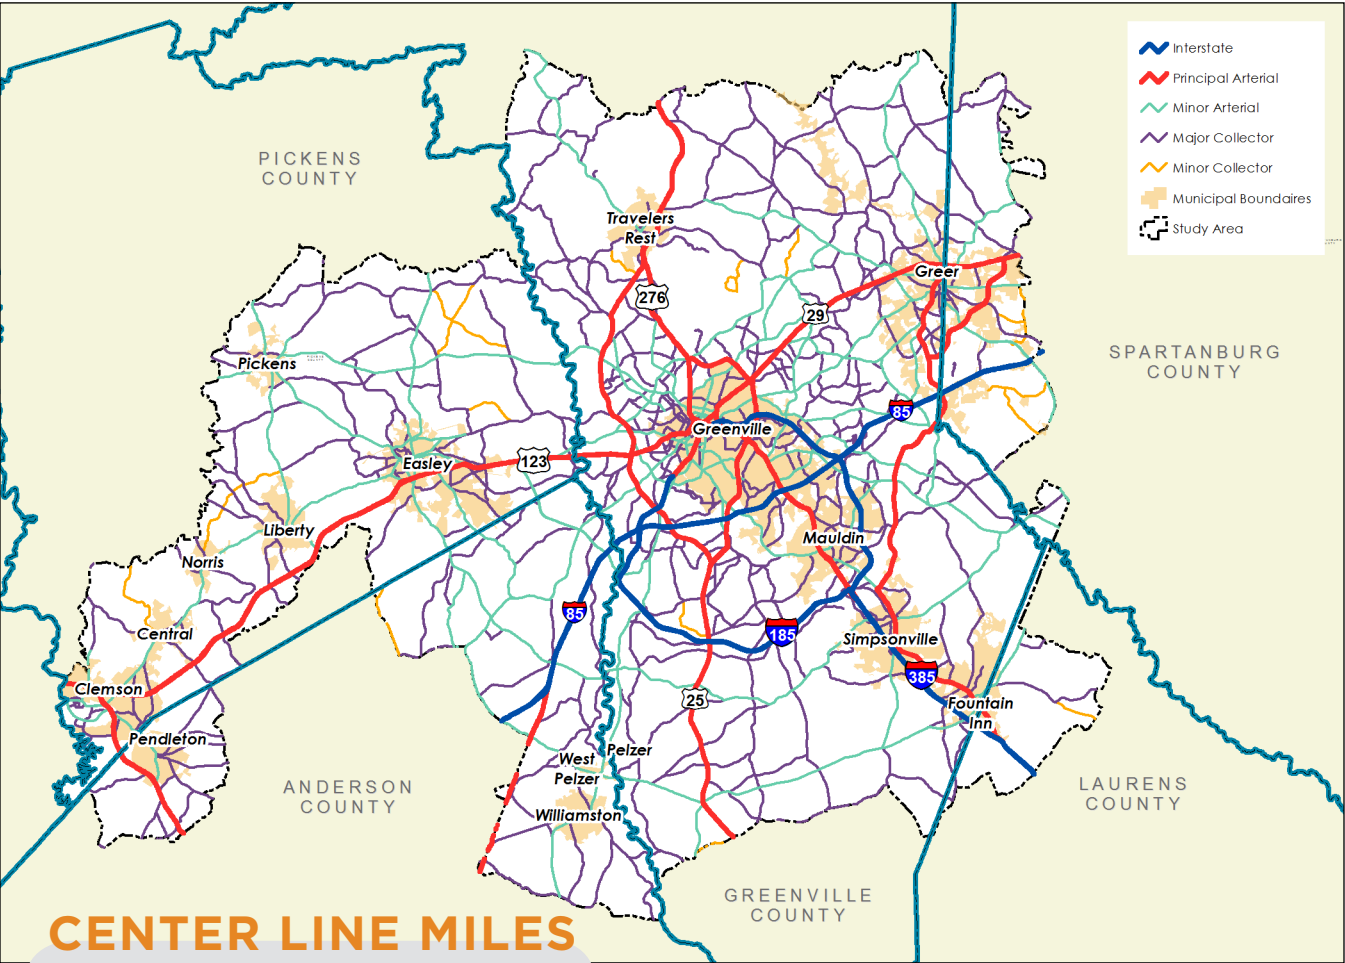 Interstate
Principal Arterial
Minor Arterial
Major Collector
Minor Collector
Municipal Boundaires
Study Area
PICKENS
COUNTY
Travelers
Rest
276
29
Greer
SPARTANBURG
COUNTY
Pickens
85
Greenville
Easley
123
Liberty
Mauldin
Norris
85
185
Central
Simpsonville
385
Clemson
25
Fountain
Inn
Pendleton
West
Pelzer
Pelzer
ANDERSON
COUNTY
LAURENS
COUNTY
Williamston
GREENVILLE
COUNTY
CENTER LINE MILES